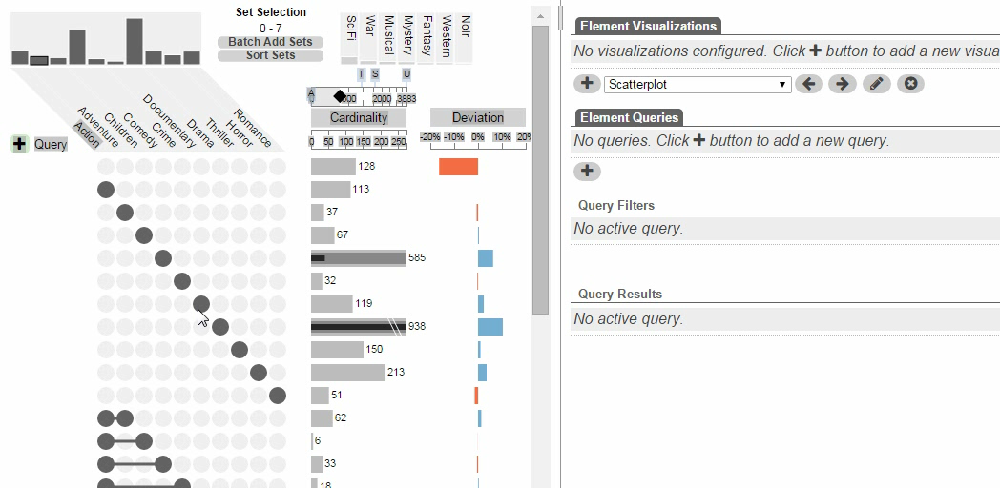 Set Selection
0 - 7
Batch Add Sets
Sort Sets
SciFi
War
Musical
Mystery
Fantasy
Western
Noir
I S U
A
2000 3883
Action
Adventure
Children
Comedy
Crime
Documentary
Drama
Thriller
Horror
Romance
Query
Cardinality
Deviation
0 50 100 150 200 250
-20% -10% 0% 10% 20%
128
113
37
67
585
32
119
938
150
213
51
62
6
33
18
Element Visualizations
No visualizations configured. Click + button to add a new visua
Scatterplot
Element Queries
No queries. Click + button to add a new query.
Query Filters
No active query.
Query Results
No active query.